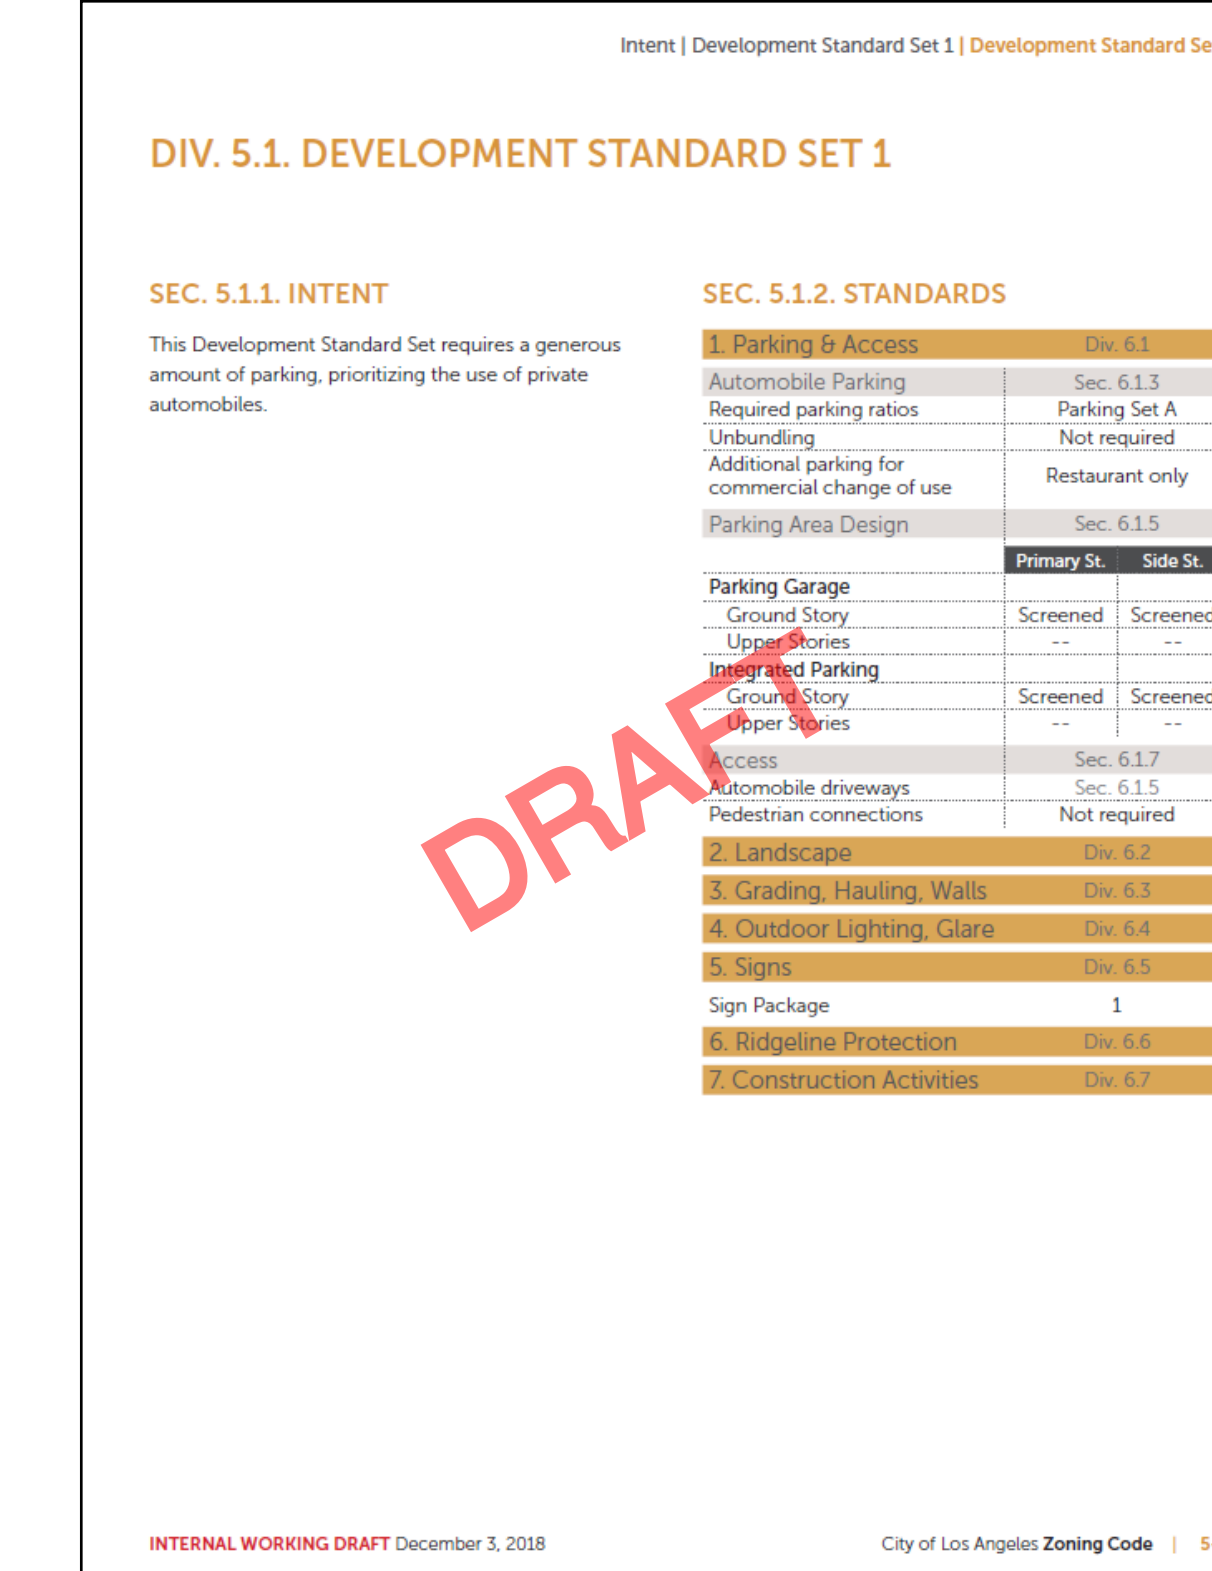 Intent | Development Standard Set 1 | Development Standard Se
DIV. 5.1. DEVELOPMENT STANDARD SET 1
SEC. 5.1.1. INTENT
This Development Standard Set requires a generous
amount of parking, prioritizing the use of private
automobiles.
SEC. 5.1.2. STANDARDS
1. Parking & Access Div. 6.1
Automobile Parking Sec. 6.1.3
Required parking ratios Parking Set A
Unbundling Not required
Additional parking for
commercial change of use Restaurant only
Parking Area Design Sec. 6.1.5
Primary St. Side St.
Parking Garage
Ground Story Screened Screened
Upper Stories -- --
Integrated Parking
Ground Story Screened Screened
Upper Stories -- --
Access Sec. 6.1.7
Automobile driveways Sec. 6.1.5
Pedestrian connections Not required
2. Landscape Div. 6.2
3. Grading, Hauling, Walls Div. 6.3
4. Outdoor Lighting, Glare Div. 6.4
5. Signs Div. 6.5
Sign Package 1
6. Ridgeline Protection Div. 6.6
7. Construction Activities Div. 6.7
DRAFT
INTERNAL WORKING DRAFT December 3, 2018
City of Los Angeles Zoning Code | 5